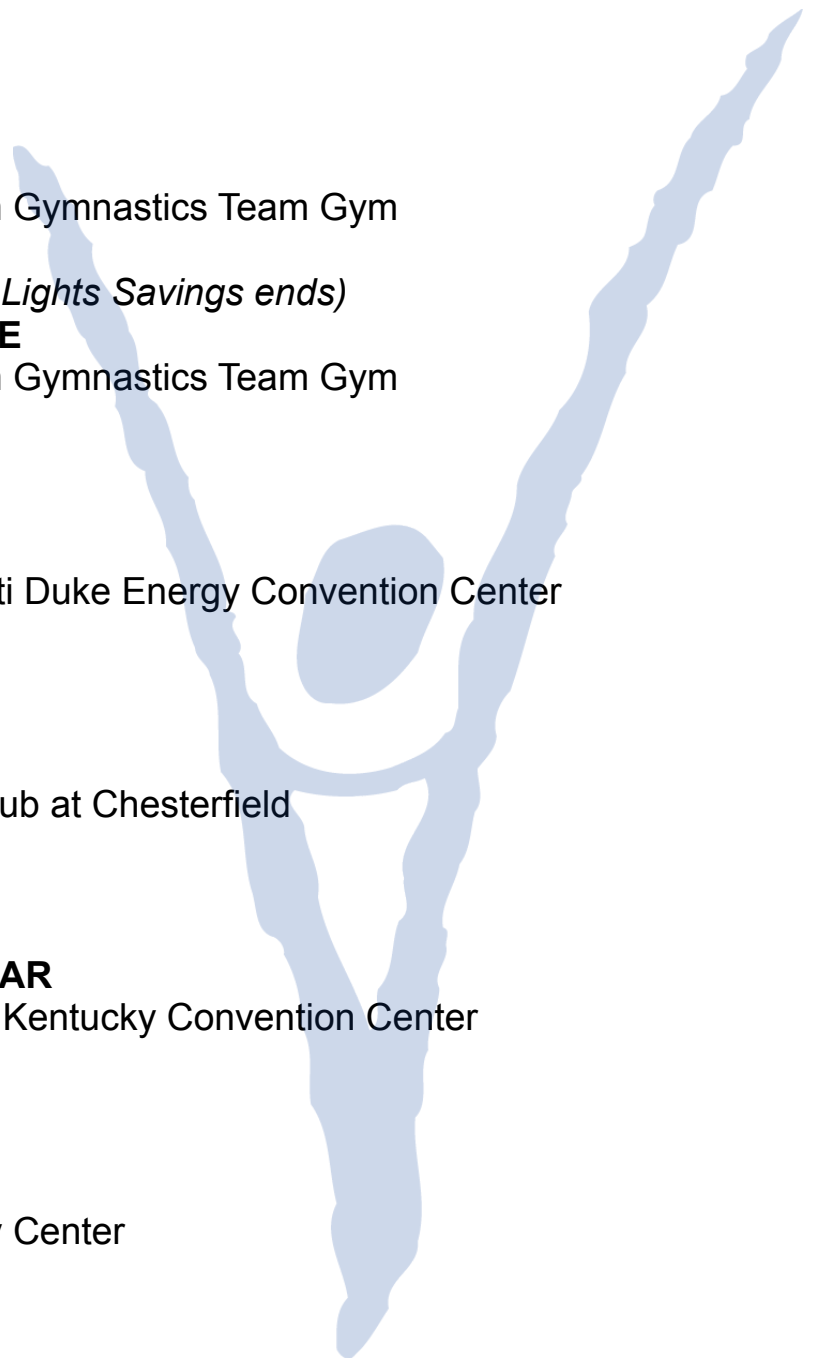 Gymnastics Team Gym
Lights Savings ends)
E
Gymnastics Team Gym
ti Duke Energy Convention Center
ub at Chesterfield
AR
Kentucky Convention Center
Center